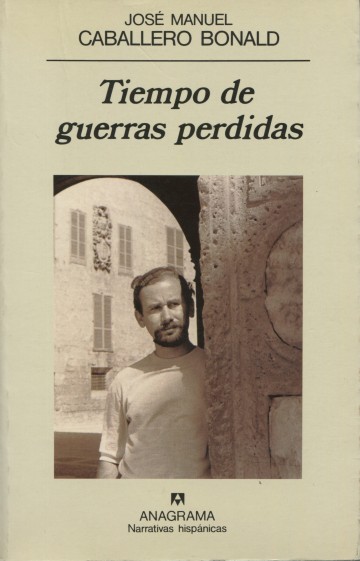 JOSÉ MANUEL
CABALLERO BONALD
Tiempo de
guerras perdidas
ANAGRAMA
Narrativas hispánicas